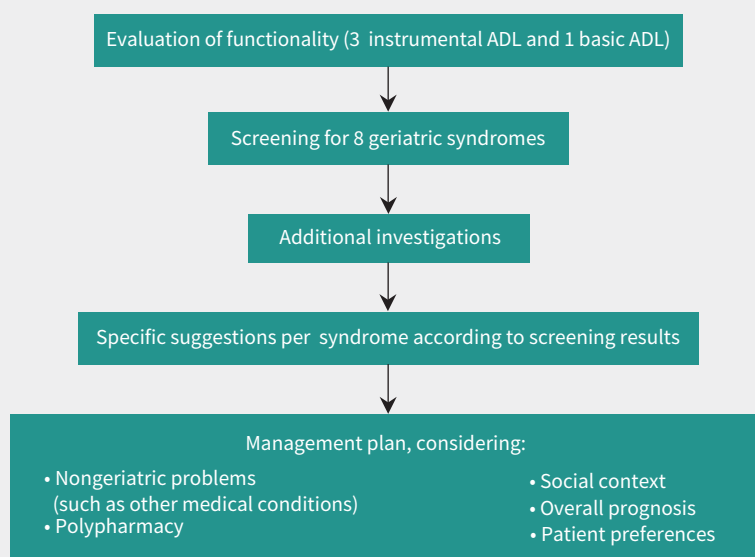 Evaluation of functionality (3 instrumental ADL and 1 basic ADL)
Screening for 8 geriatric syndromes
Additional investigations
Specific suggestions per syndrome according to screening results
Management plan, considering:
• Nongeriatric problems
(such as other medical conditions)
• Polypharmacy
• Social context
• Overall prognosis
• Patient preferences